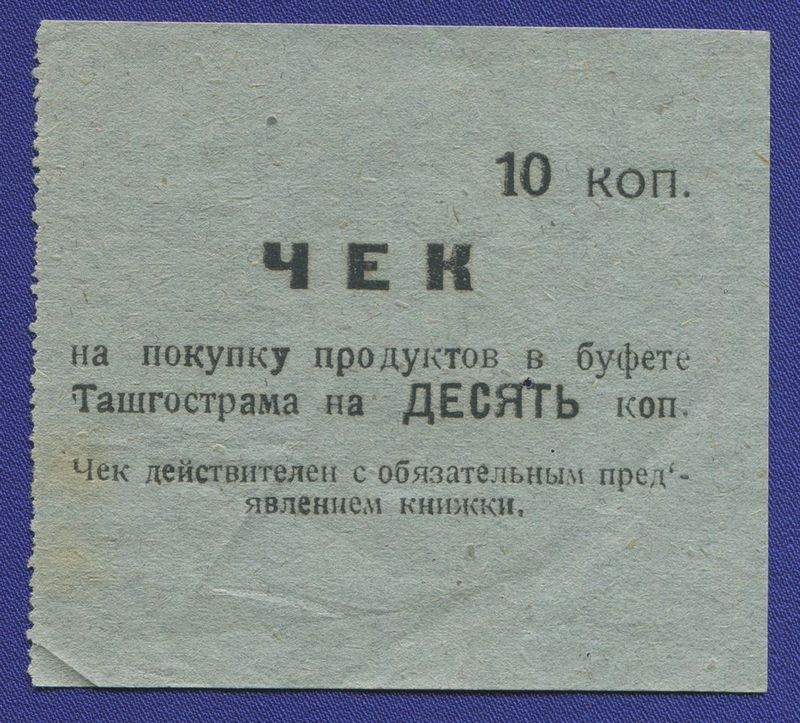 10 коп.
ЧЕК
на покупку продуктов в буфете
Ташгострама на ДЕСЯТЬ коп.
Чек действителен с обязательным пред‘-
явлением книжки.